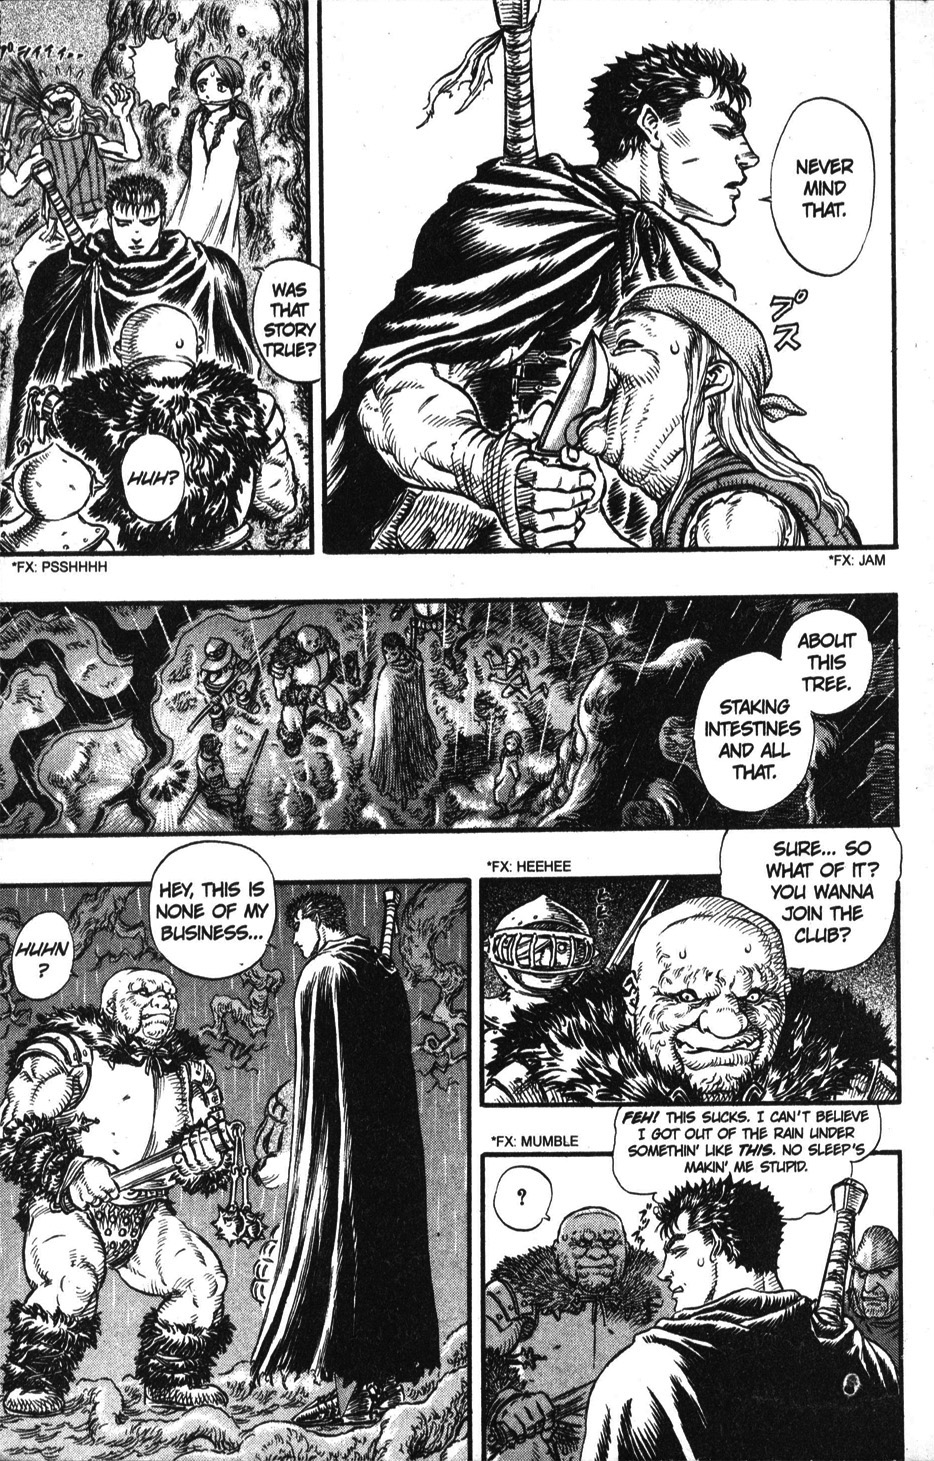 NEVER
MIND
THAT.
プス
*FX: JAM
WAS
THAT
STORY
TRUE?
HUH?
*FX: PSSHHHH
ABOUT
THIS
TREE.
STAKING
INTESTINES
AND ALL
THAT.
SURE... SO
WHAT OF IT?
YOU WANNA
JOIN THE
CLUB?
*FX: HEEHEE
HEY, THIS IS
NONE OF MY
BUSINESS...
HUHN
?
FEH! THIS SUCKS. I CAN'T BELIEVE
I GOT OUT OF THE RAIN UNDER
SOMETHIN' LIKE THIS. NO SLEEP'S
MAKIN' ME STUPID.
*FX: MUMBLE
?